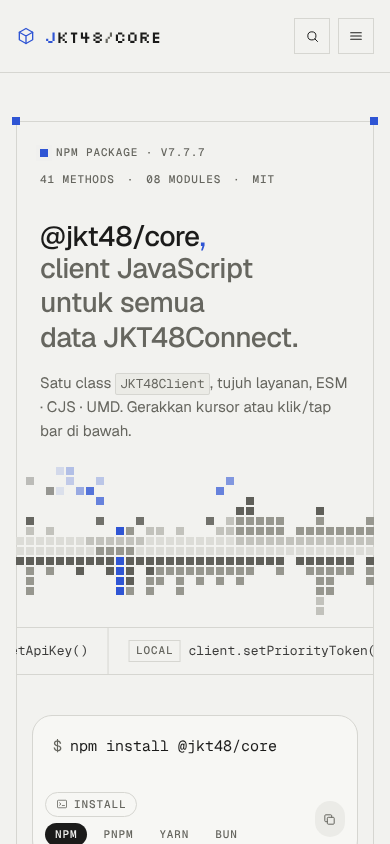 JKT48/CORE
NPM PACKAGE · V7.7.7
41 METHODS · 08 MODULES · MIT
@jkt48/core,
client JavaScript
untuk semua
data JKT48Connect.
Satu class JKT48Client, tujuh layanan, ESM
· CJS · UMD. Gerakkan kursor atau klik/tap
bar di bawah.
tApiKey() LOCAL client.setPriorityToken(
$ npm install @jkt48/core
INSTALL
NPM PNPM YARN BUN